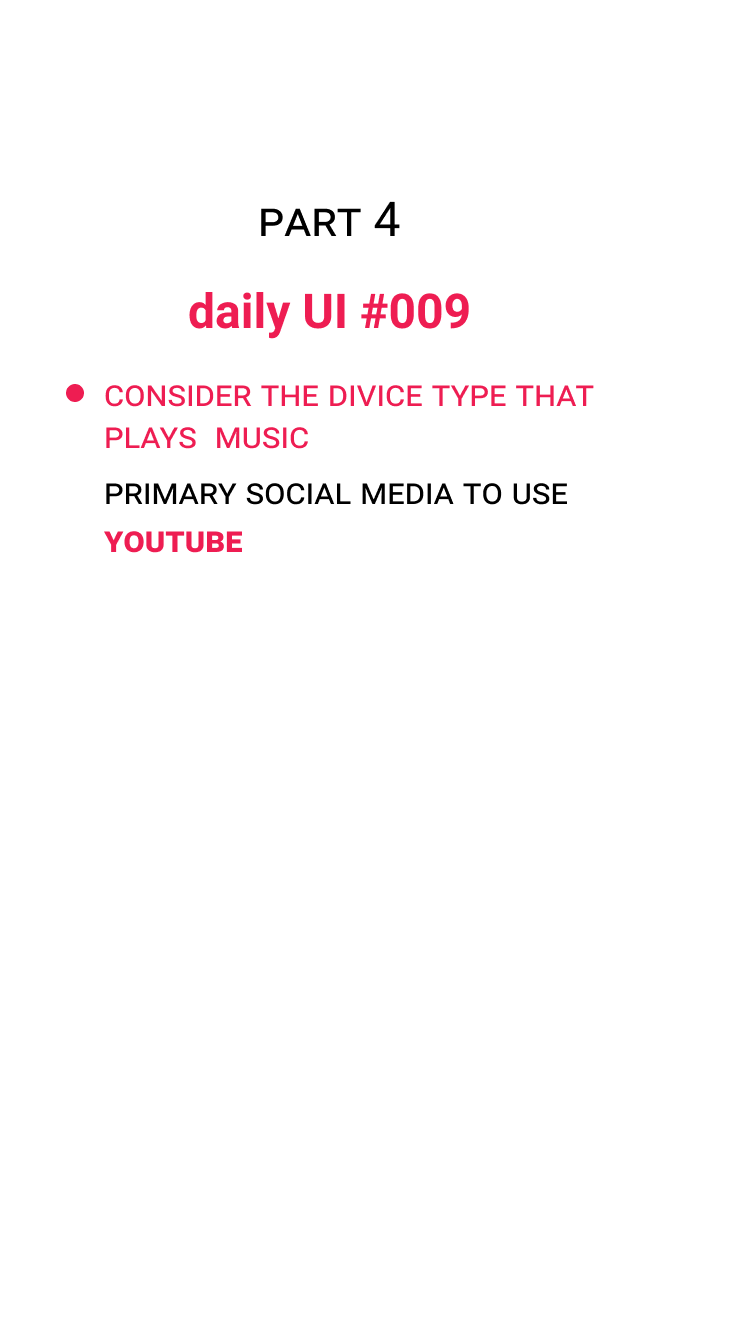 PART 4
daily UI #009
CONSIDER THE DIVICE TYPE THAT
PLAYS  MUSIC
PRIMARY SOCIAL MEDIA TO USE
YOUTUBE